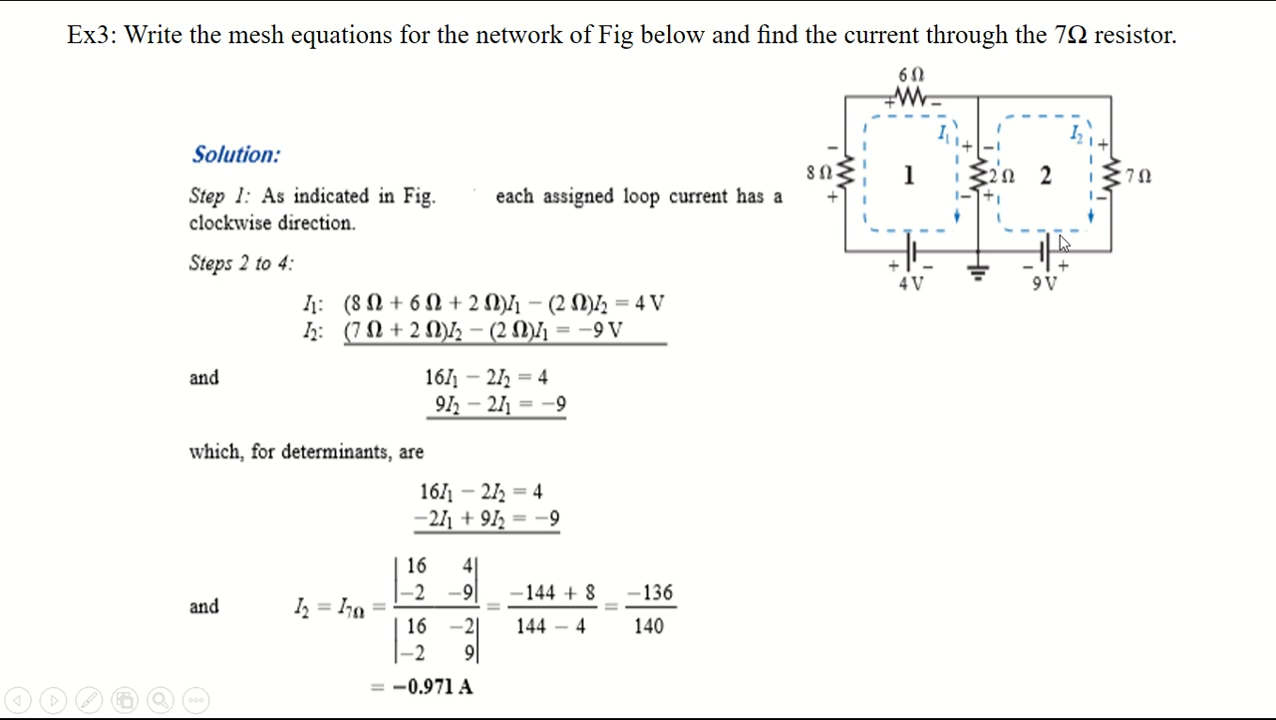 Ex3: Write the mesh equations for the network of Fig below and find the current through the 7Ω resistor.
Solution:
Step 1: As indicated in Fig. each assigned loop current has a
clockwise direction.
Steps 2 to 4:
I₁: (8 Ω + 6 Ω + 2 Ω)I₁ − (2 Ω)I₂ = 4 V
I₂: (7 Ω + 2 Ω)I₂ − (2 Ω)I₁ = −9 V
and
16I₁ − 2I₂ = 4
9I₂ − 2I₁ = −9
which, for determinants, are
16I₁ − 2I₂ = 4
−2I₁ + 9I₂ = −9
and I₂ = I₇Ω = |16 4| / |16 −2| = −144 + 8 / 144 − 4 = −136 / 140
|−2 −9| / |−2 9|
= −0.971 A
6 Ω
+ −
I₁ I₂
− + − +
8 Ω 1 2 Ω 2 7 Ω
+ − + −
+ − − +
4 V 9 V